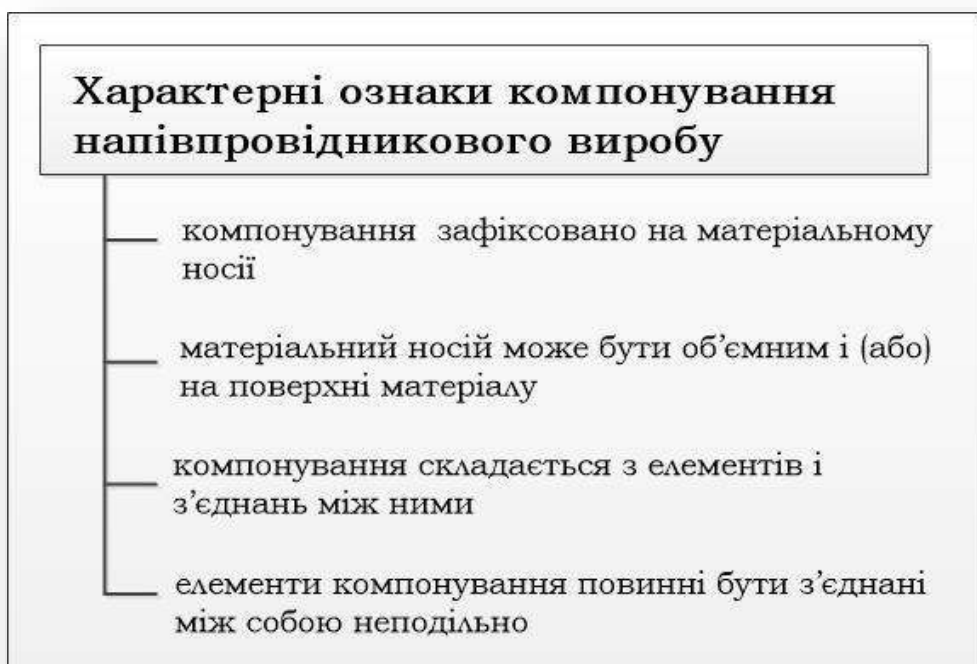 Характерні ознаки компонування
напівпровідникового виробу
компонування зафіксовано на матеріальному
носії
матеріальний носій може бути об’ємним і (або)
на поверхні матеріалу
компонування складається з елементів і
з’єднань між ними
елементи компонування повинні бути з’єднані
між собою неподільно